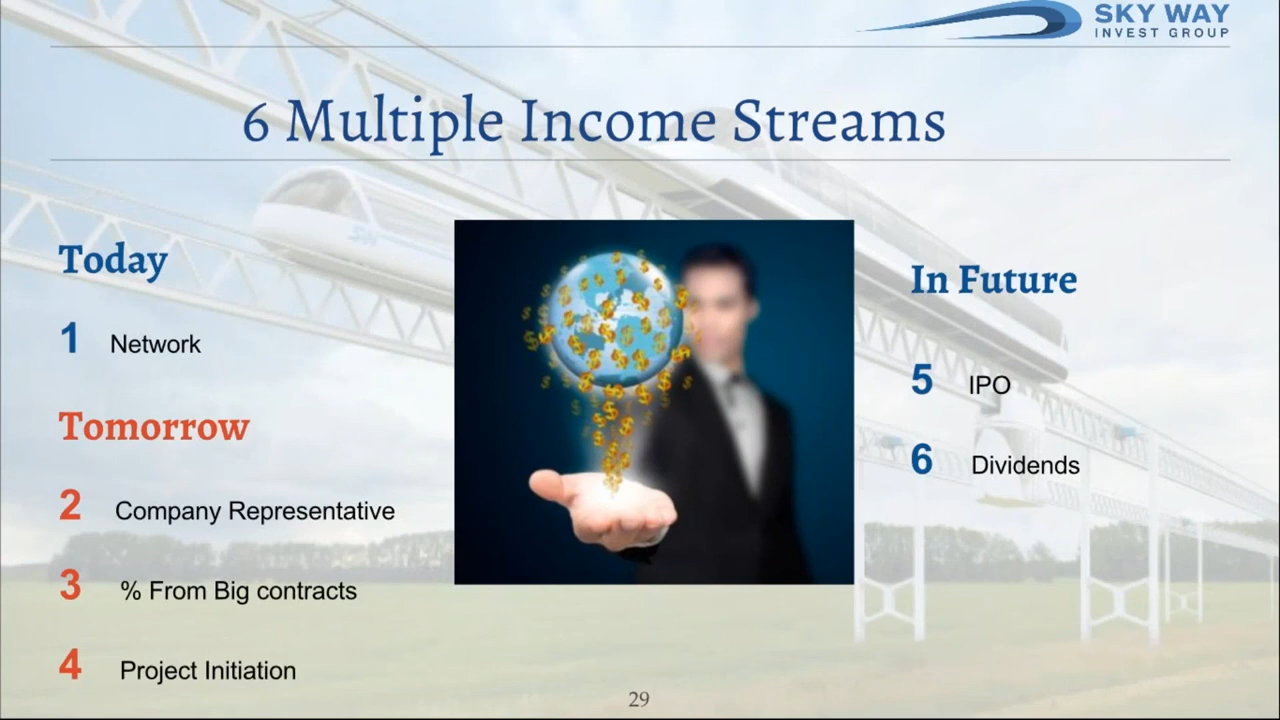 SKY WAY
INVEST GROUP
6 Multiple Income Streams
Today
1 Network
Tomorrow
2 Company Representative
3 % From Big contracts
4 Project Initiation
In Future
5 IPO
6 Dividends
29